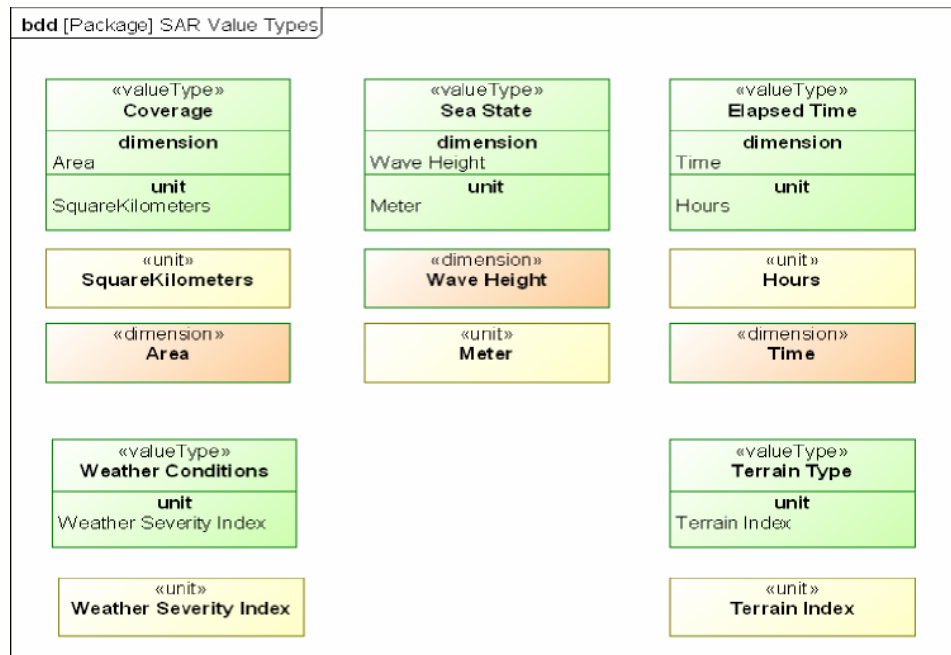 bdd [Package] SAR Value Types
«valueType»
Coverage
dimension
Area
unit
SquareKilometers
«unit»
SquareKilometers
«dimension»
Area
«valueType»
Sea State
dimension
Wave Height
unit
Meter
«dimension»
Wave Height
«unit»
Meter
«valueType»
Elapsed Time
dimension
Time
unit
Hours
«unit»
Hours
«dimension»
Time
«valueType»
Weather Conditions
unit
Weather Severity Index
«unit»
Weather Severity Index
«valueType»
Terrain Type
unit
Terrain Index
«unit»
Terrain Index